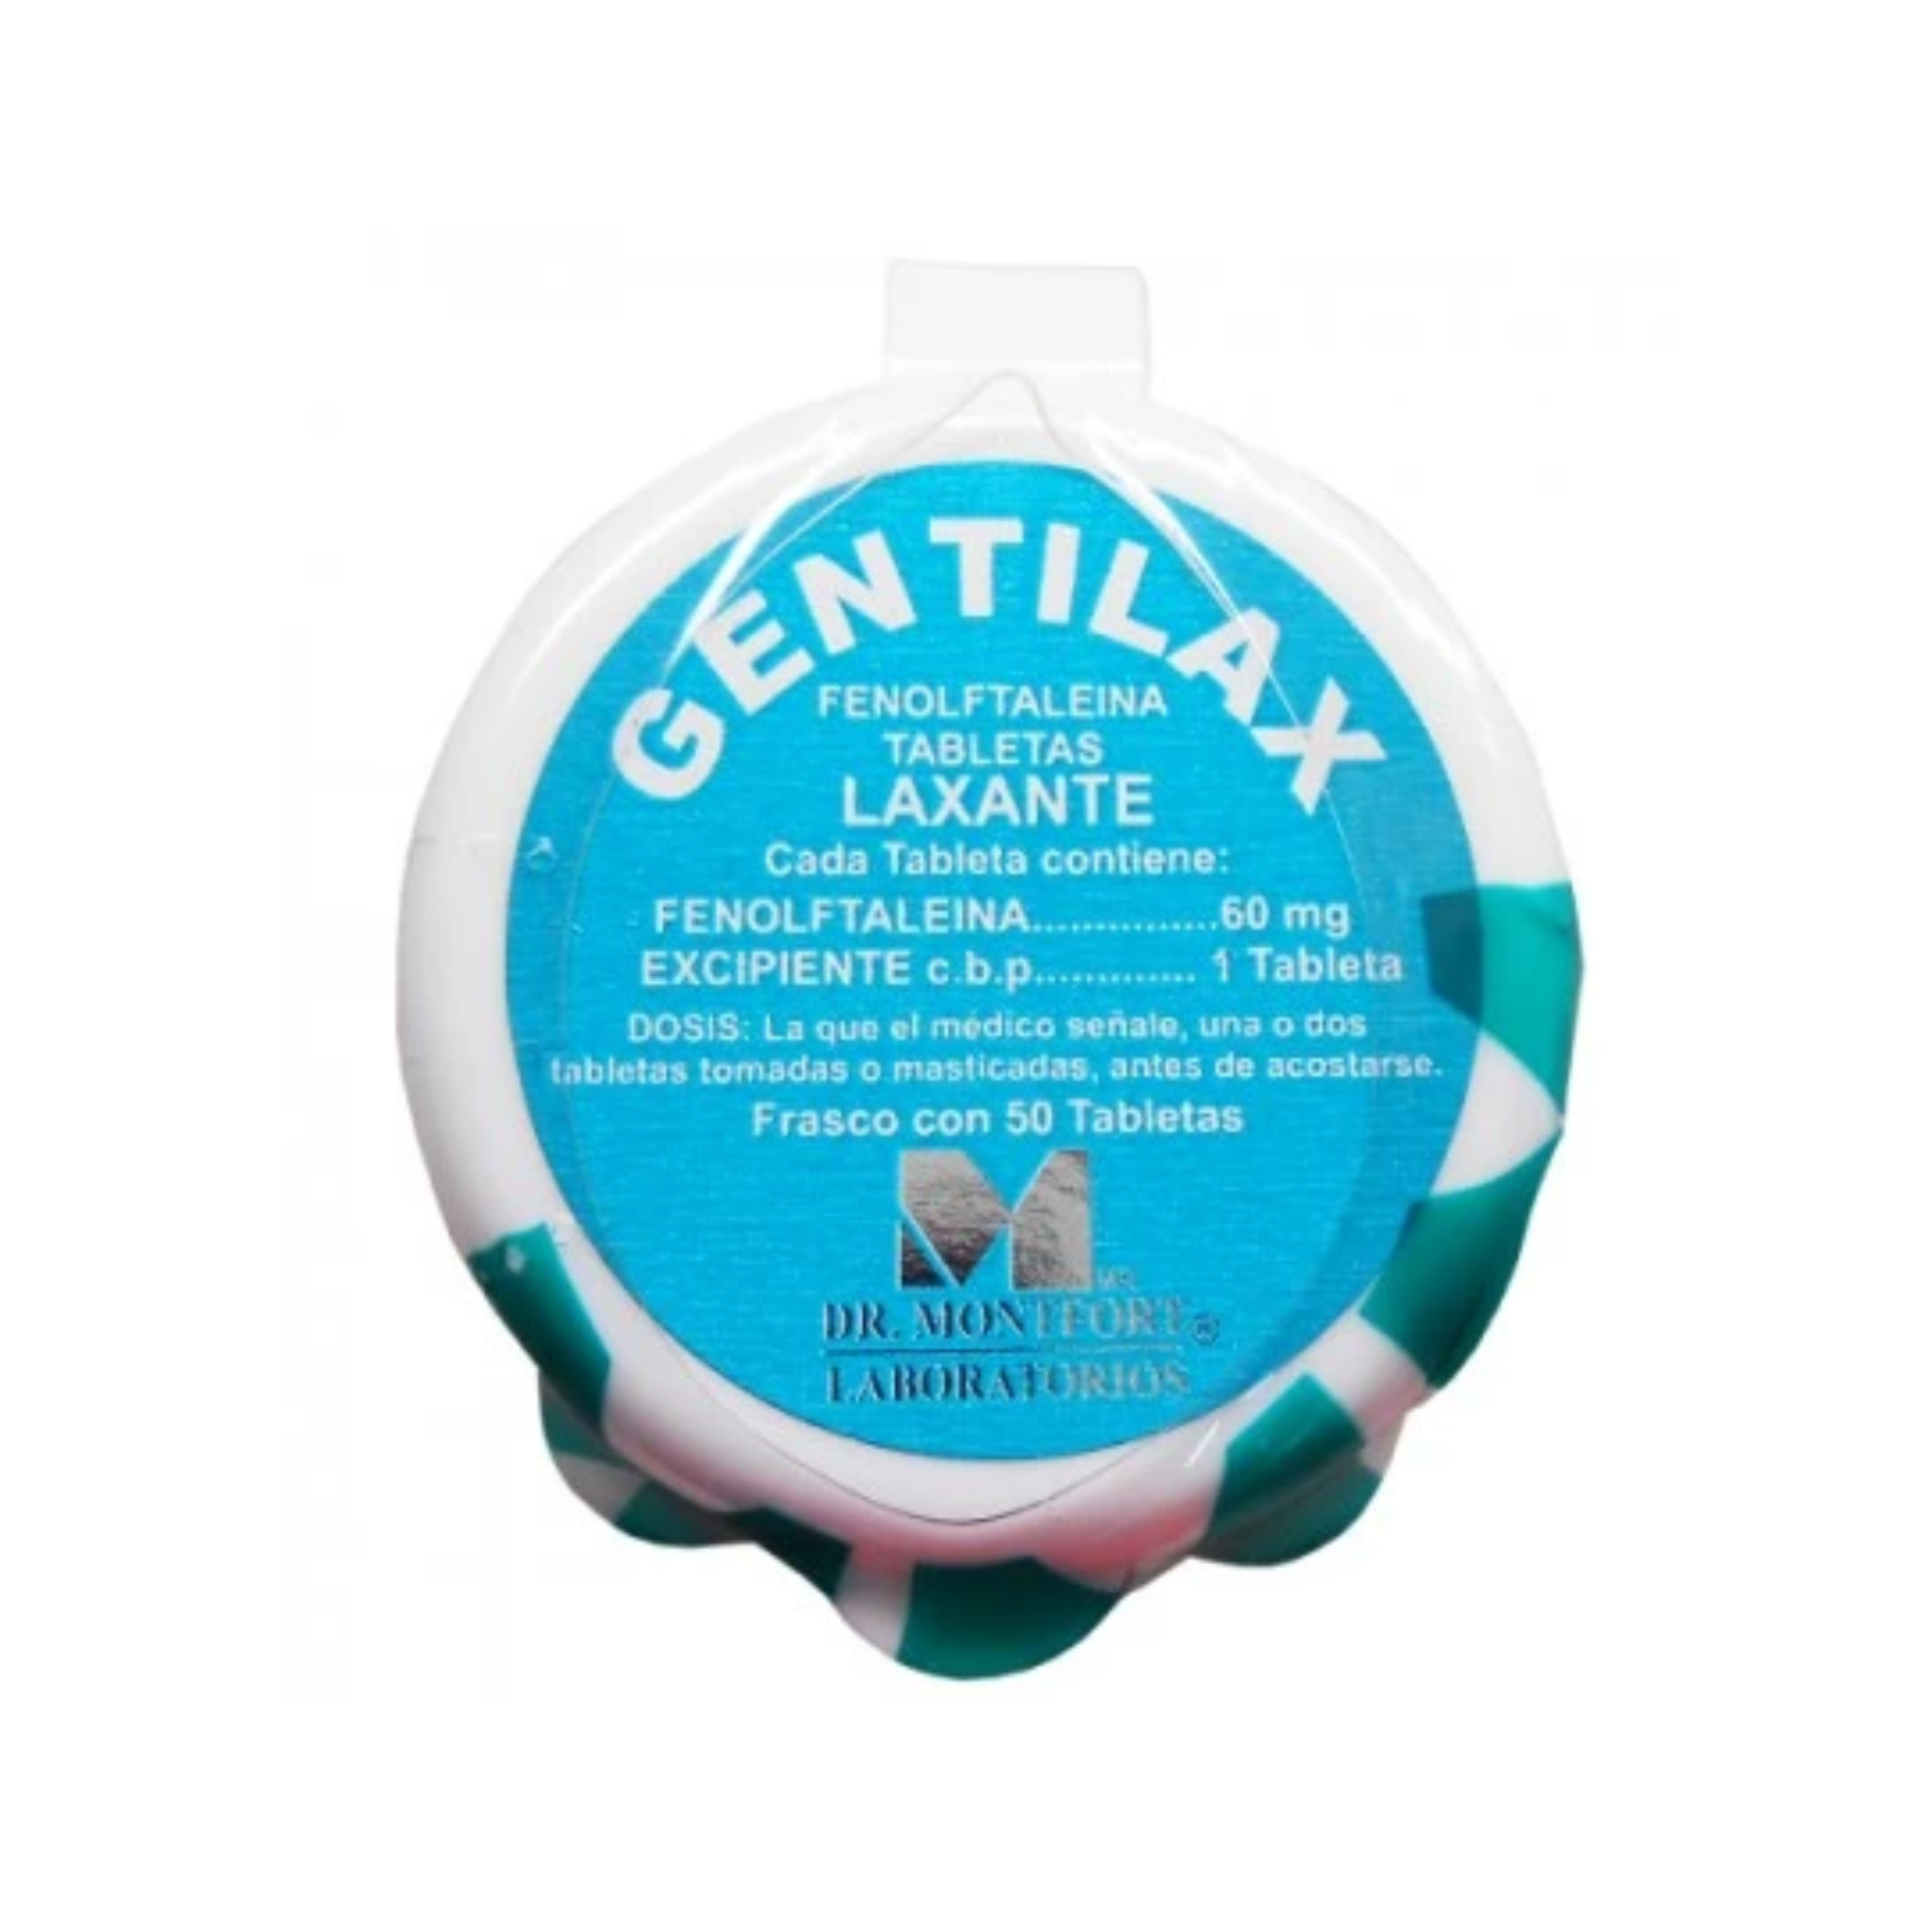 GENTILAX
FENOLFTALEINA
TABLETAS
LAXANTE
Cada Tableta contiene:
FENOLFTALEINA...............60 mg
EXCIPIENTE c.b.p............. 1 Tableta
DOSIS: La que el médico señale, una o dos
tabletas tomadas o masticadas, antes de acostarse.
Frasco con 50 Tabletas
M MR
DR. MONTFORT®
LABORATORIOS